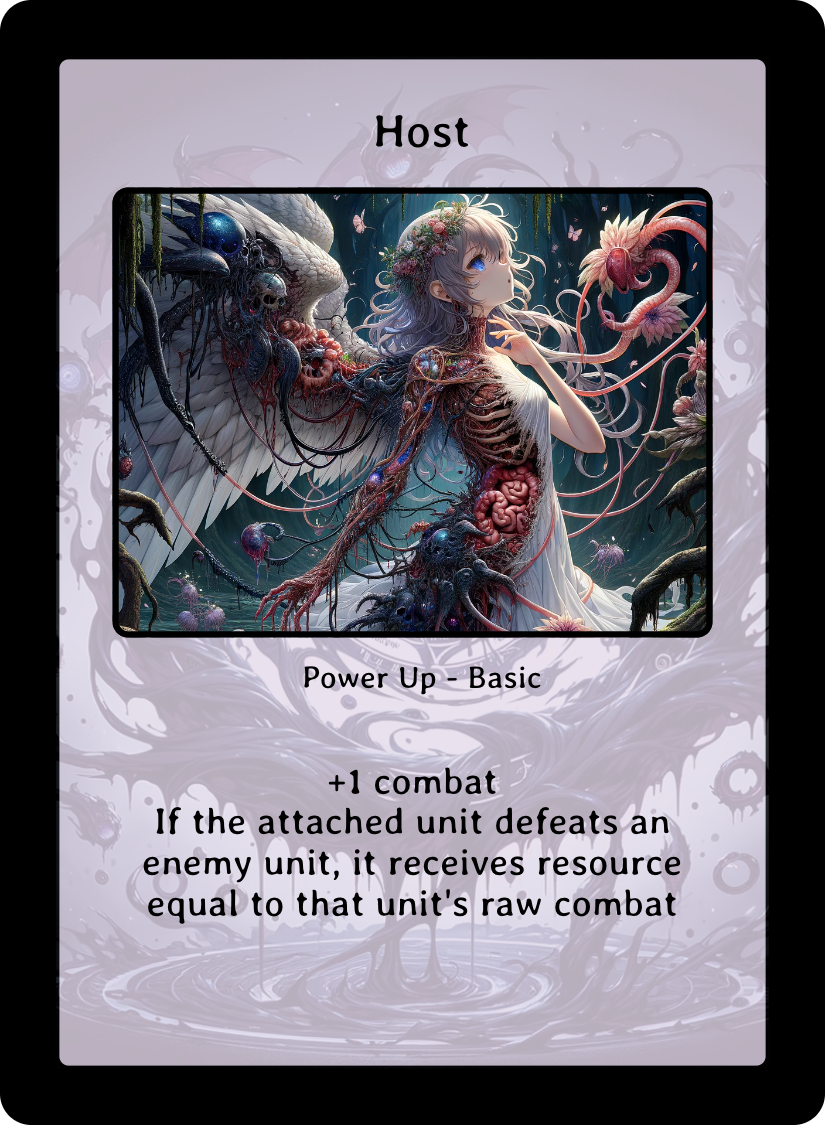 Host
Power Up - Basic
+1 combat
If the attached unit defeats an
enemy unit, it receives resource
equal to that unit's raw combat